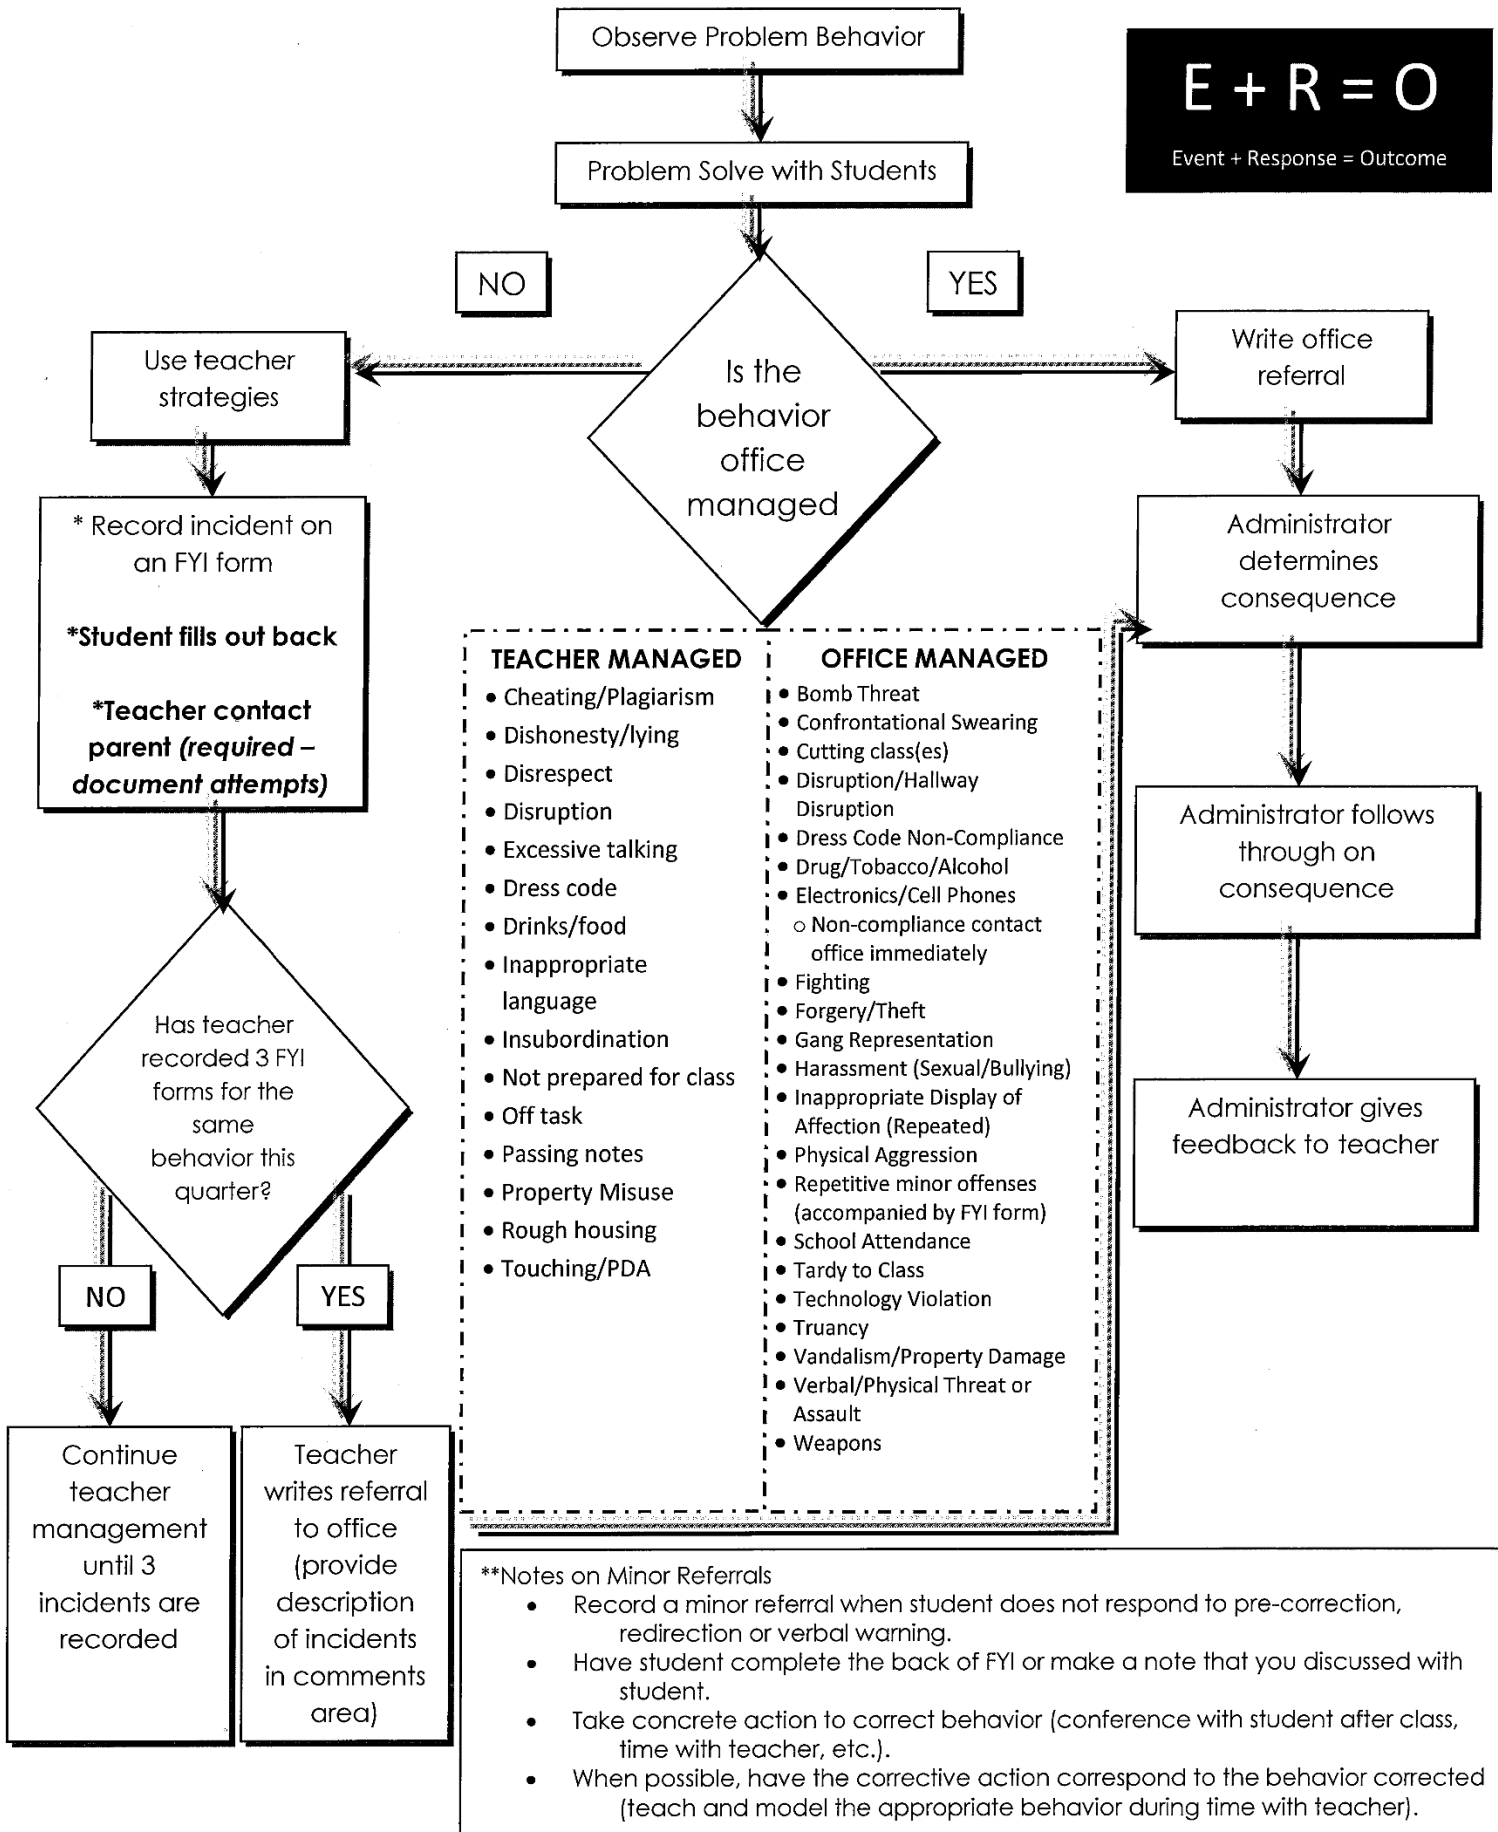 Observe Problem Behavior
E + R = O
Event + Response = Outcome
Problem Solve with Students
NO
YES
Use teacher
strategies
Is the
behavior
office
managed
Write office
referral
* Record incident on
an FYI form
*Student fills out back
*Teacher contact
parent (required –
document attempts)
Administrator
determines
consequence
TEACHER MANAGED
• Cheating/Plagiarism
• Dishonesty/lying
• Disrespect
• Disruption
• Excessive talking
• Dress code
• Drinks/food
• Inappropriate
language
• Insubordination
• Not prepared for class
• Off task
• Passing notes
• Property Misuse
• Rough housing
• Touching/PDA
OFFICE MANAGED
• Bomb Threat
• Confrontational Swearing
• Cutting class(es)
• Disruption/Hallway
Disruption
• Dress Code Non-Compliance
• Drug/Tobacco/Alcohol
• Electronics/Cell Phones
○ Non-compliance contact
office immediately
• Fighting
• Forgery/Theft
• Gang Representation
• Harassment (Sexual/Bullying)
• Inappropriate Display of
Affection (Repeated)
• Physical Aggression
• Repetitive minor offenses
(accompanied by FYI form)
• School Attendance
• Tardy to Class
• Technology Violation
• Truancy
• Vandalism/Property Damage
• Verbal/Physical Threat or
Assault
• Weapons
Administrator follows
through on
consequence
Administrator gives
feedback to teacher
Has teacher
recorded 3 FYI
forms for the
same
behavior this
quarter?
NO
YES
Continue
teacher
management
until 3
incidents are
recorded
Teacher
writes referral
to office
(provide
description
of incidents
in comments
area)
**Notes on Minor Referrals
• Record a minor referral when student does not respond to pre-correction,
redirection or verbal warning.
• Have student complete the back of FYI or make a note that you discussed with
student.
• Take concrete action to correct behavior (conference with student after class,
time with teacher, etc.).
• When possible, have the corrective action correspond to the behavior corrected
(teach and model the appropriate behavior during time with teacher).